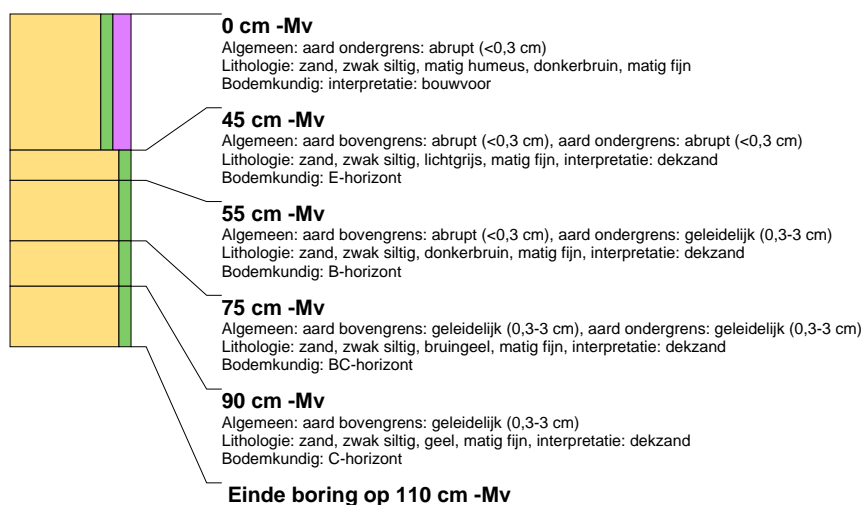 0 cm -Mv
Algemeen: aard ondergrens: abrupt (<0,3 cm)
Lithologie: zand, zwak siltig, matig humeus, donkerbruin, matig fijn
Bodemkundig: interpretatie: bouwvoor
45 cm -Mv
Algemeen: aard bovengrens: abrupt (<0,3 cm), aard ondergrens: abrupt (<0,3 cm)
Lithologie: zand, zwak siltig, lichtgrijs, matig fijn, interpretatie: dekzand
Bodemkundig: E-horizont
55 cm -Mv
Algemeen: aard bovengrens: abrupt (<0,3 cm), aard ondergrens: geleidelijk (0,3-3 cm)
Lithologie: zand, zwak siltig, donkerbruin, matig fijn, interpretatie: dekzand
Bodemkundig: B-horizont
75 cm -Mv
Algemeen: aard bovengrens: geleidelijk (0,3-3 cm), aard ondergrens: geleidelijk (0,3-3 cm)
Lithologie: zand, zwak siltig, bruingeel, matig fijn, interpretatie: dekzand
Bodemkundig: BC-horizont
90 cm -Mv
Algemeen: aard bovengrens: geleidelijk (0,3-3 cm)
Lithologie: zand, zwak siltig, geel, matig fijn, interpretatie: dekzand
Bodemkundig: C-horizont
Einde boring op 110 cm -Mv